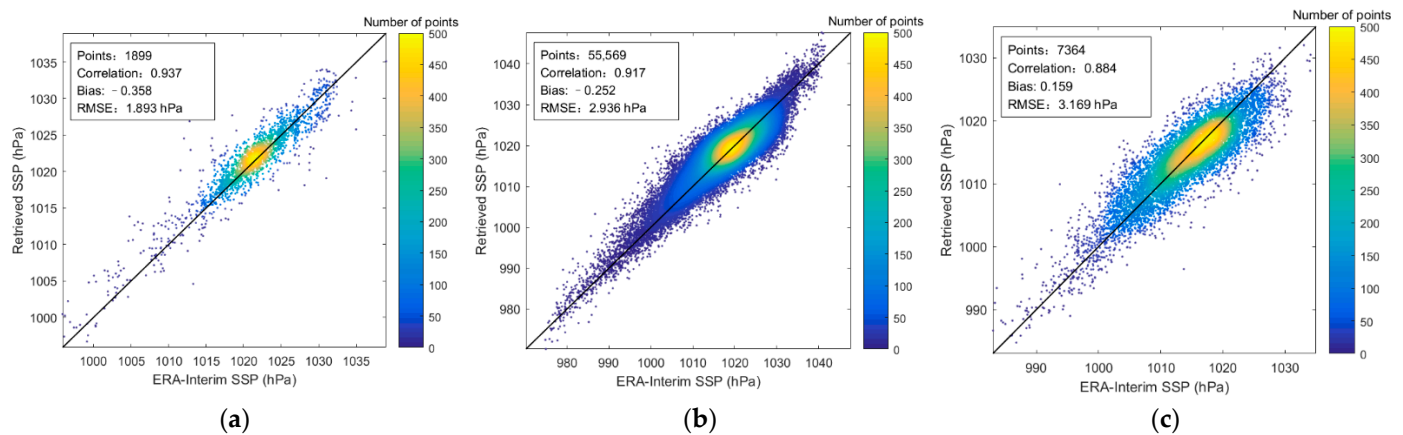 Number of points
Points: 1899
Correlation: 0.937
Bias: －0.358
RMSE: 1.893 hPa
Retrieved SSP (hPa)
1035
1030
1025
1020
1015
1010
1005
1000
1000 1005 1010 1015 1020 1025 1030 1035
ERA-Interim SSP (hPa)
500
450
400
350
300
250
200
150
100
50
0
(a)
Number of points
Points: 55,569
Correlation: 0.917
Bias: －0.252
RMSE: 2.936 hPa
Retrieved SSP (hPa)
1040
1030
1020
1010
1000
990
980
980 990 1000 1010 1020 1030 1040
ERA-Interim SSP (hPa)
500
450
400
350
300
250
200
150
100
50
0
(b)
Number of points
Points: 7364
Correlation: 0.884
Bias: 0.159
RMSE: 3.169 hPa
Retrieved SSP (hPa)
1030
1020
1010
1000
990
990 1000 1010 1020 1030
ERA-Interim SSP (hPa)
500
450
400
350
300
250
200
150
100
50
0
(c)